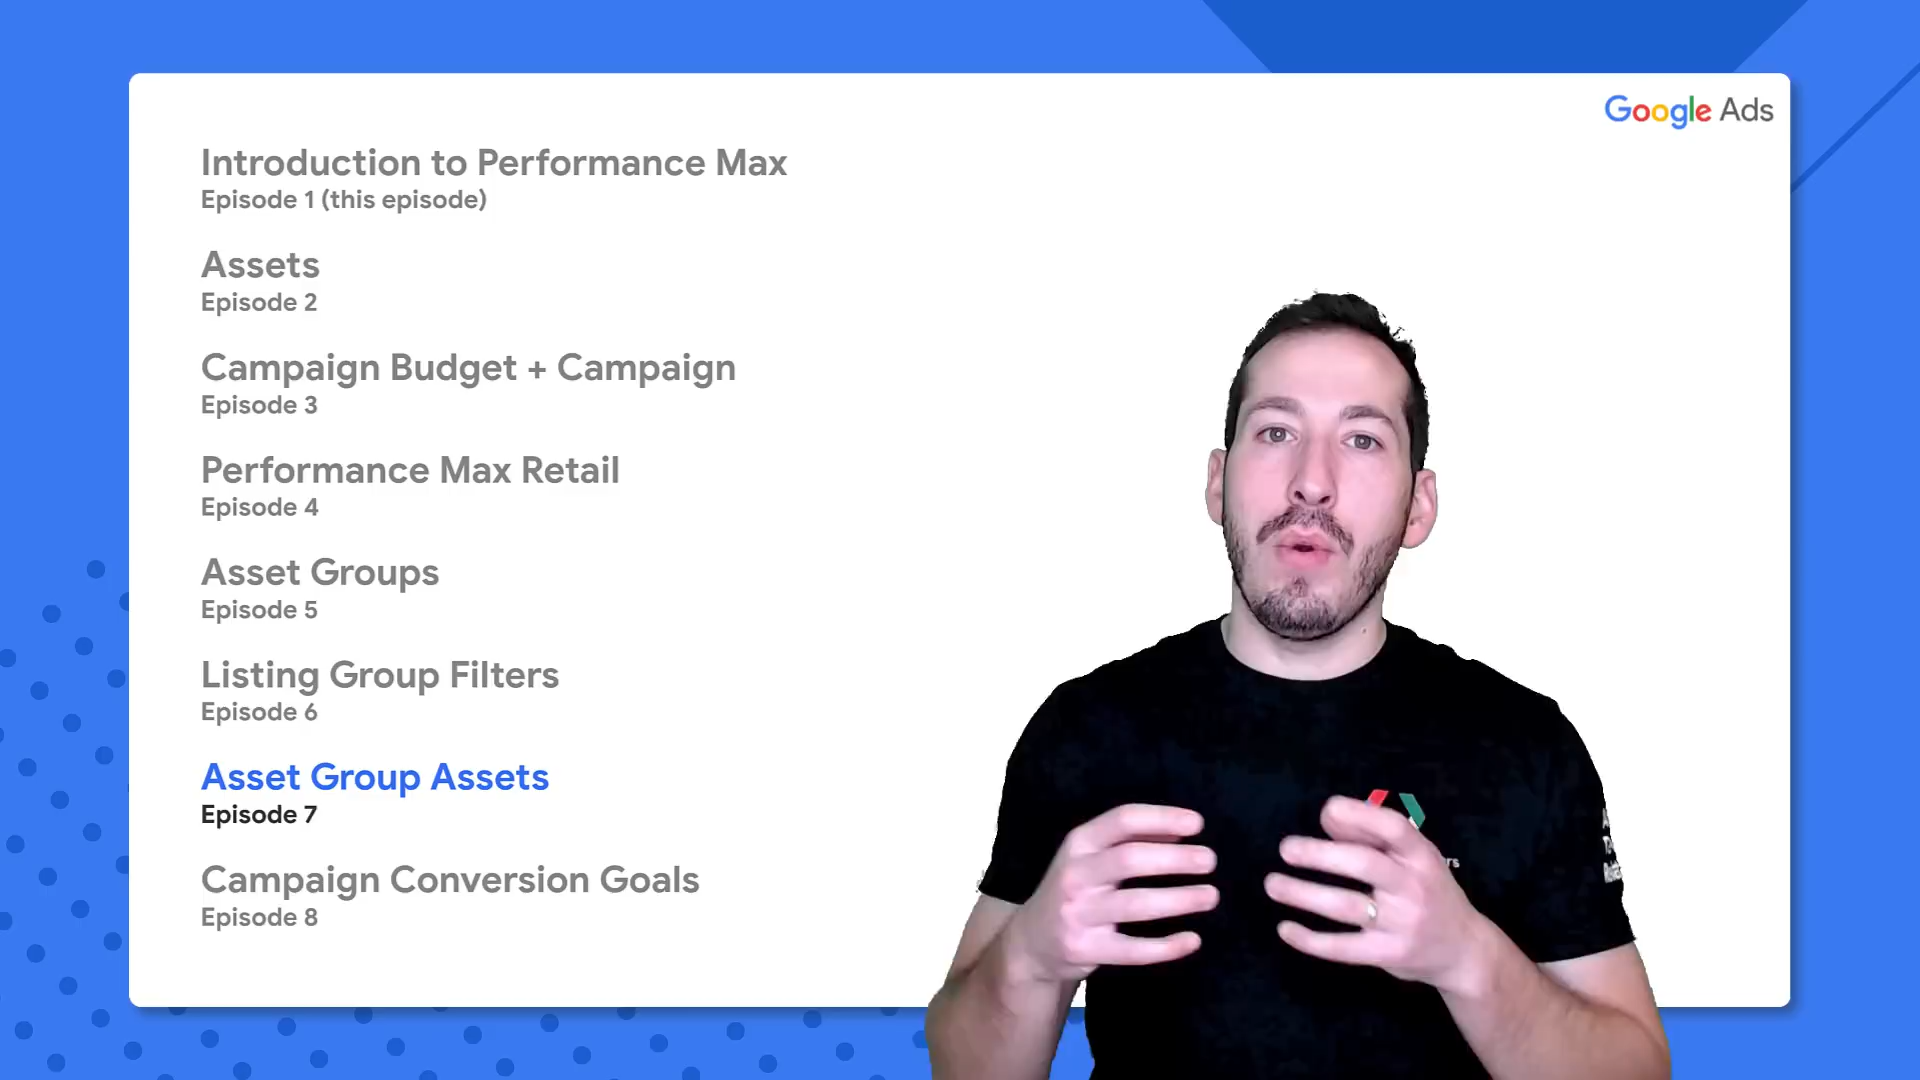 Google Ads
Introduction to Performance Max
Episode 1 (this episode)
Assets
Episode 2
Campaign Budget + Campaign
Episode 3
Performance Max Retail
Episode 4
Asset Groups
Episode 5
Listing Group Filters
Episode 6
Asset Group Assets
Episode 7
Campaign Conversion Goals
Episode 8